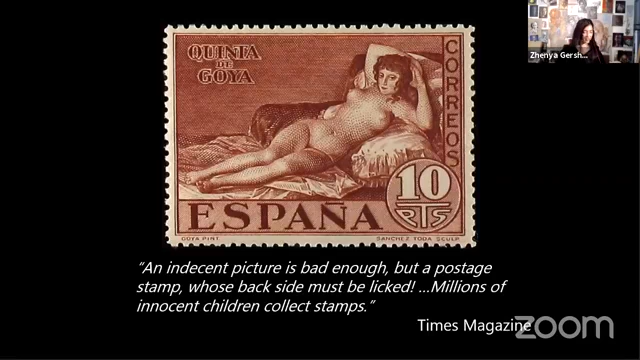 QUINTA
DE
GOYA
CORREOS
10
PTS
ESPAÑA
GOYA PINT.
SANCHEZ TODA SCULP.
Zhenya Gersh...
“An indecent picture is bad enough, but a postage
stamp, whose back side must be licked! …Millions of
innocent children collect stamps.”
Times Magazine
zoom